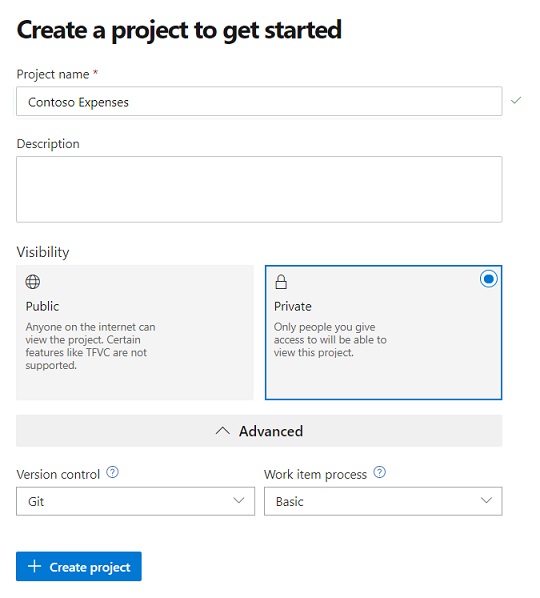 Create a project to get started
Project name *
Contoso Expenses
Description
Visibility
Public
Anyone on the internet can
view the project. Certain
features like TFVC are not
supported.
Private
Only people you give
access to will be able to
view this project.
Advanced
Version control ?
Git
Work item process ?
Basic
+ Create project